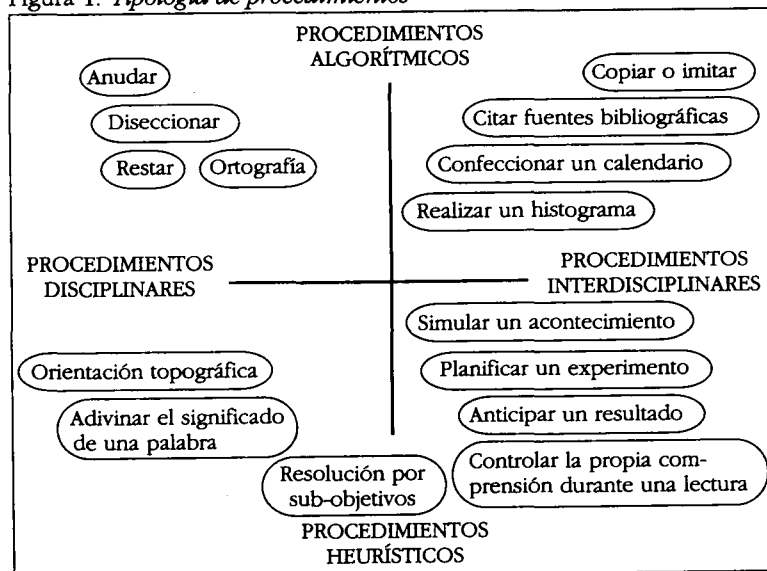 Figura 1. Tipología de procedimientos
PROCEDIMIENTOS
ALGORÍTMICOS
Anudar
Copiar o imitar
Diseccionar
Citar fuentes bibliográficas
Restar
Ortografía
Confeccionar un calendario
Realizar un histograma
PROCEDIMIENTOS
DISCIPLINARES
PROCEDIMIENTOS
INTERDISCIPLINARES
Simular un acontecimiento
Orientación topográfica
Planificar un experimento
Adivinar el significado
de una palabra
Anticipar un resultado
Resolución por
sub-objetivos
Controlar la propia com-
prensión durante una lectura
PROCEDIMIENTOS
HEURÍSTICOS